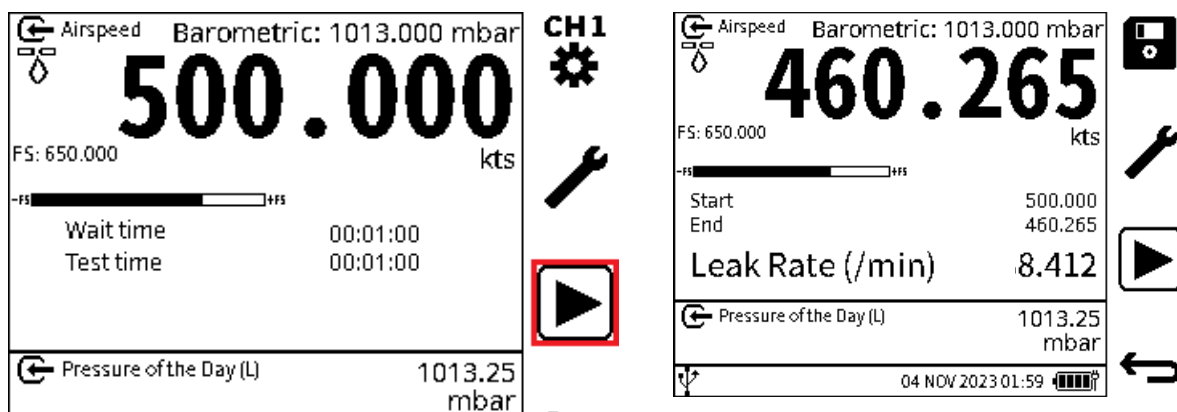 Airspeed Barometric: 1013.000 mbar
500.000
FS: 650.000 kts
-FS +FS
Wait time 00:01:00
Test time 00:01:00
Pressure of the Day (L) 1013.25
mbar
CH1
Airspeed Barometric: 1013.000 mbar
460.265
FS: 650.000 kts
-FS +FS
Start 500.000
End 460.265
Leak Rate (/min) 8.412
Pressure of the Day (L) 1013.25
mbar
04 NOV 2023 01:59